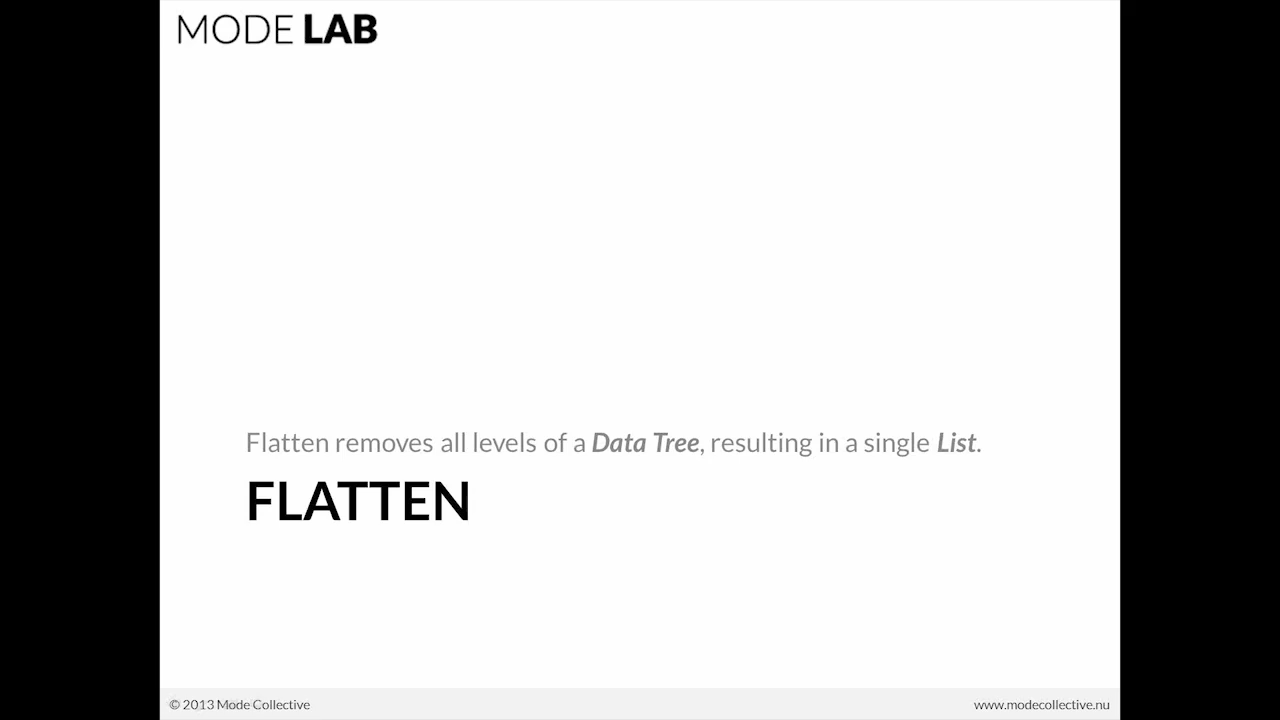 MODE LAB
Flatten removes all levels of a Data Tree, resulting in a single List.
FLATTEN
© 2013 Mode Collective
www.modecollective.nu